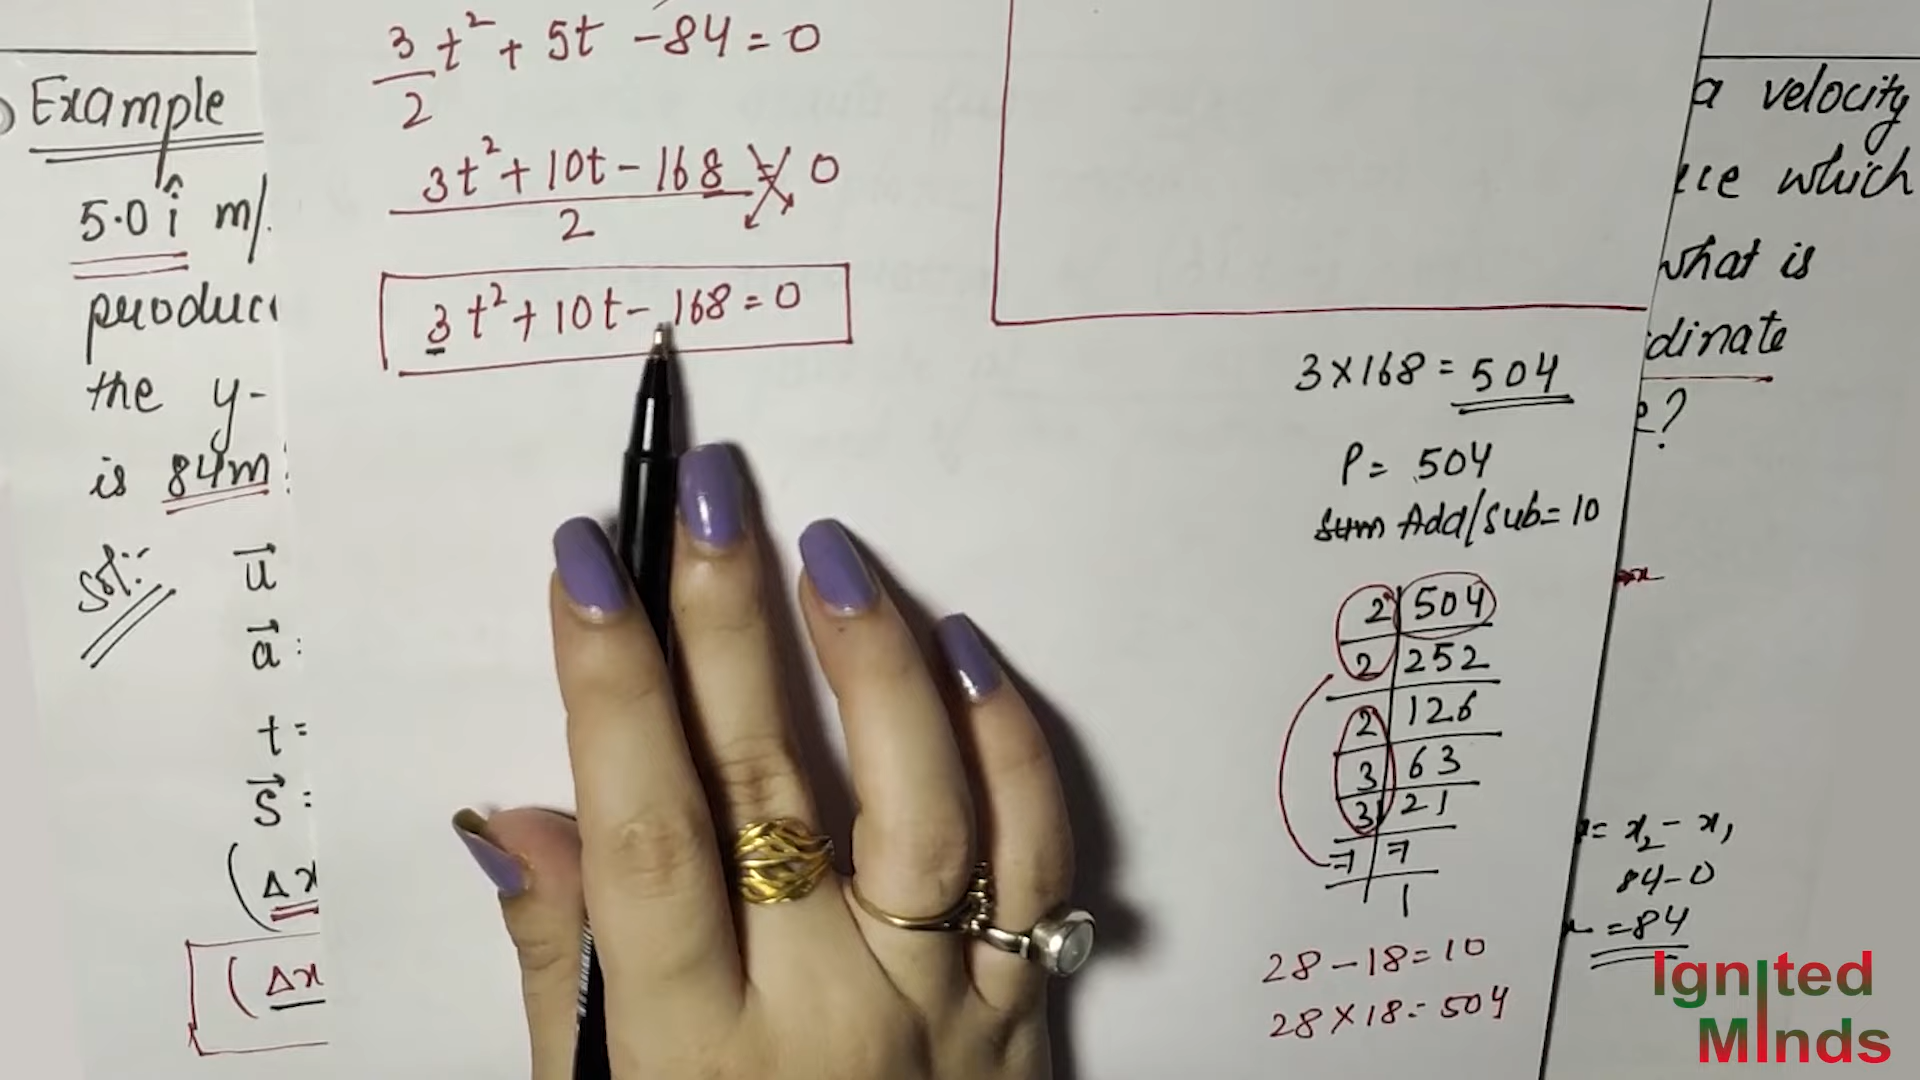 3/2 t² + 5t - 84 = 0
3t² + 10t - 168 = 0
2
3t² + 10t - 168 = 0
Example
5.0 î m/.
produc
the y-
is 84m
Sol:-
u⃗
a⃗ :
t =
S⃗ :
(Δx
(Δx
a velocity
which
what is
dinate
?
3 × 168 = 504
P = 504
Sum Add/Sub = 10
2 504
2 252
2 126
3 63
3 21
7 7
1
28 - 18 = 10
28 × 18 = 504
= x₂ - x₁
84 - 0
= 84
Ignited
Minds